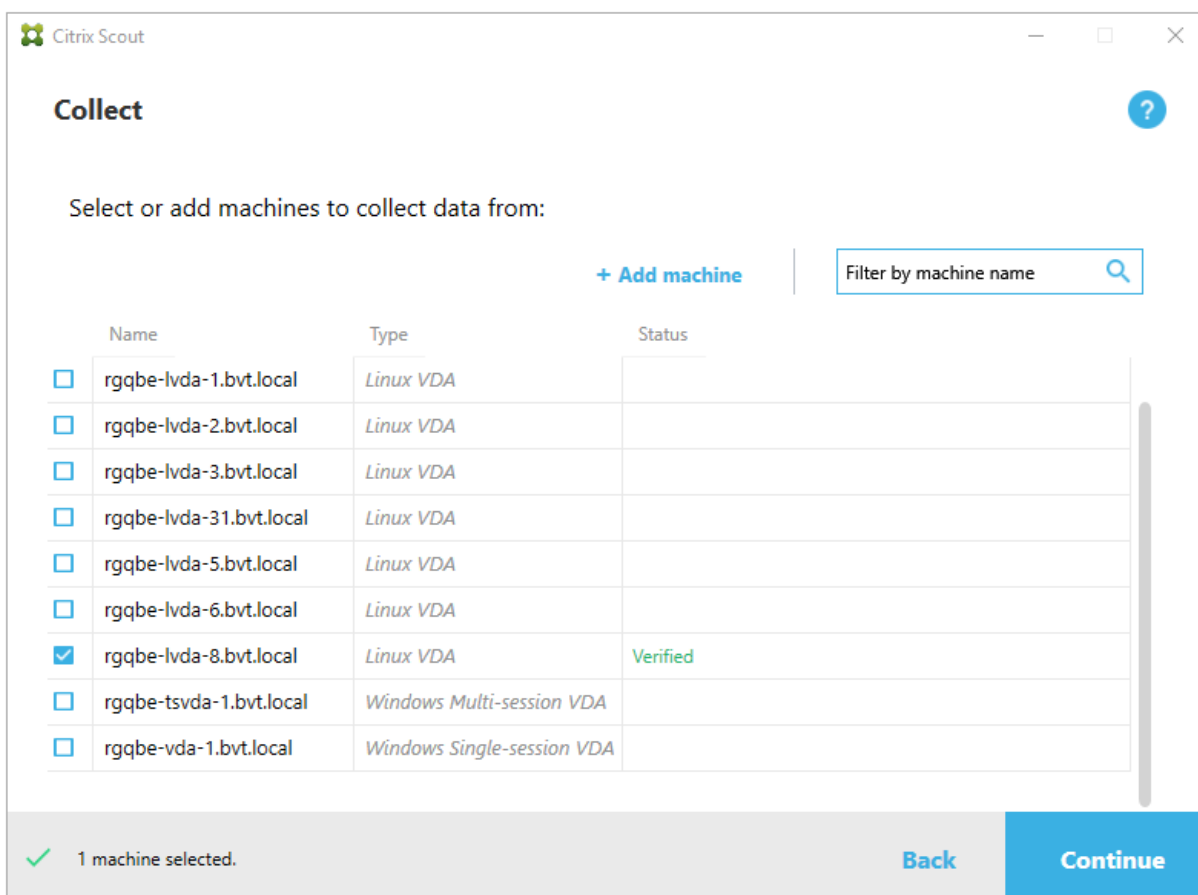 Citrix Scout
Collect
?
Select or add machines to collect data from:
+ Add machine
Filter by machine name
Name Type Status
rgqbe-lvda-1.bvt.local Linux VDA
rgqbe-lvda-2.bvt.local Linux VDA
rgqbe-lvda-3.bvt.local Linux VDA
rgqbe-lvda-31.bvt.local Linux VDA
rgqbe-lvda-5.bvt.local Linux VDA
rgqbe-lvda-6.bvt.local Linux VDA
rgqbe-lvda-8.bvt.local Linux VDA Verified
rgqbe-tsvda-1.bvt.local Windows Multi-session VDA
rgqbe-vda-1.bvt.local Windows Single-session VDA
1 machine selected.
Back
Continue